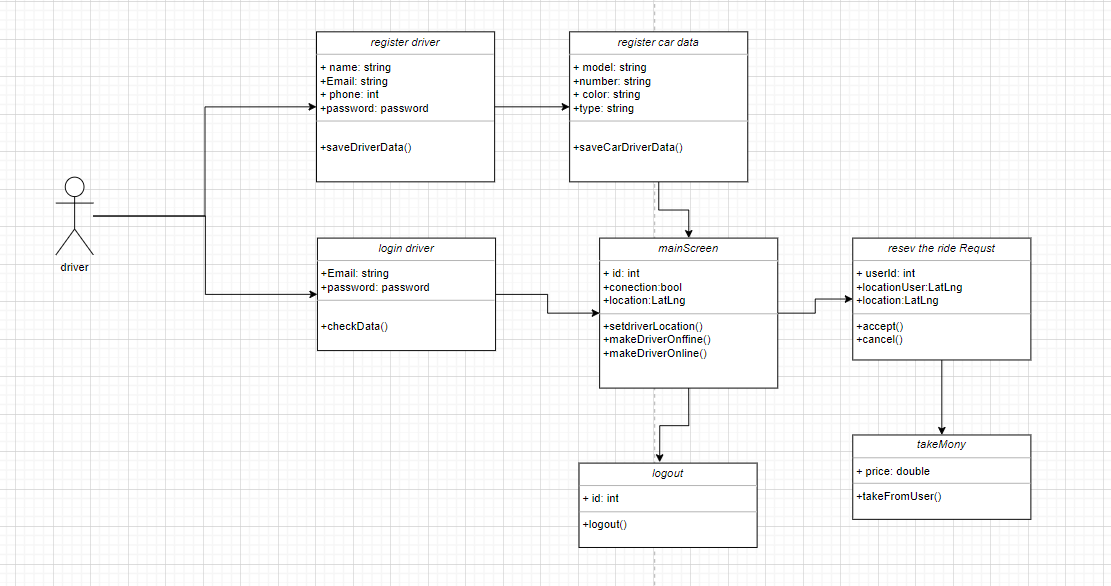 register driver
+ name: string
+Email: string
+ phone: int
+password: password
+saveDriverData()
register car data
+ model: string
+number: string
+ color: string
+type: string
+saveCarDriverData()
driver
login driver
+Email: string
+password: password
+checkData()
mainScreen
+ id: int
+conection:bool
+location:LatLng
+setdriverLocation()
+makeDriverOnffine()
+makeDriverOnline()
resev the ride Requst
+ userId: int
+locationUser:LatLng
+location:LatLng
+accept()
+cancel()
logout
+ id: int
+logout()
takeMony
+ price: double
+takeFromUser()